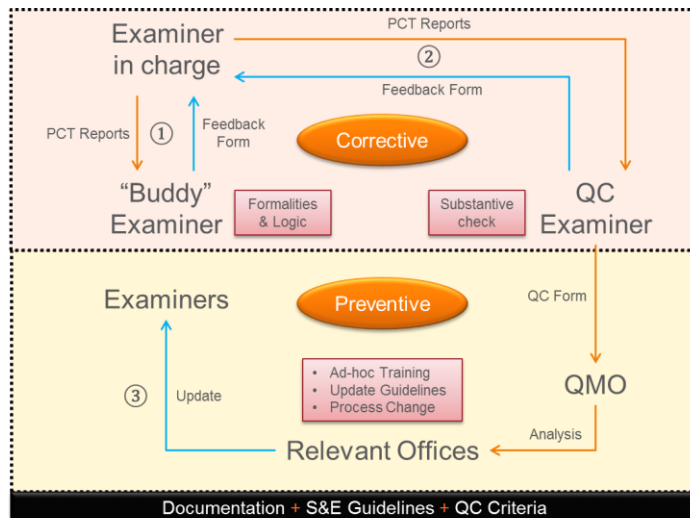 Examiner
in charge
PCT Reports
②
Feedback Form
PCT Reports
①
Feedback
Form
Corrective
"Buddy"
Examiner
Formalities
& Logic
Substantive
check
QC
Examiner
Examiners
Preventive
QC Form
• Ad-hoc Training
• Update Guidelines
• Process Change
QMO
③
Update
Analysis
Relevant Offices
Documentation + S&E Guidelines + QC Criteria